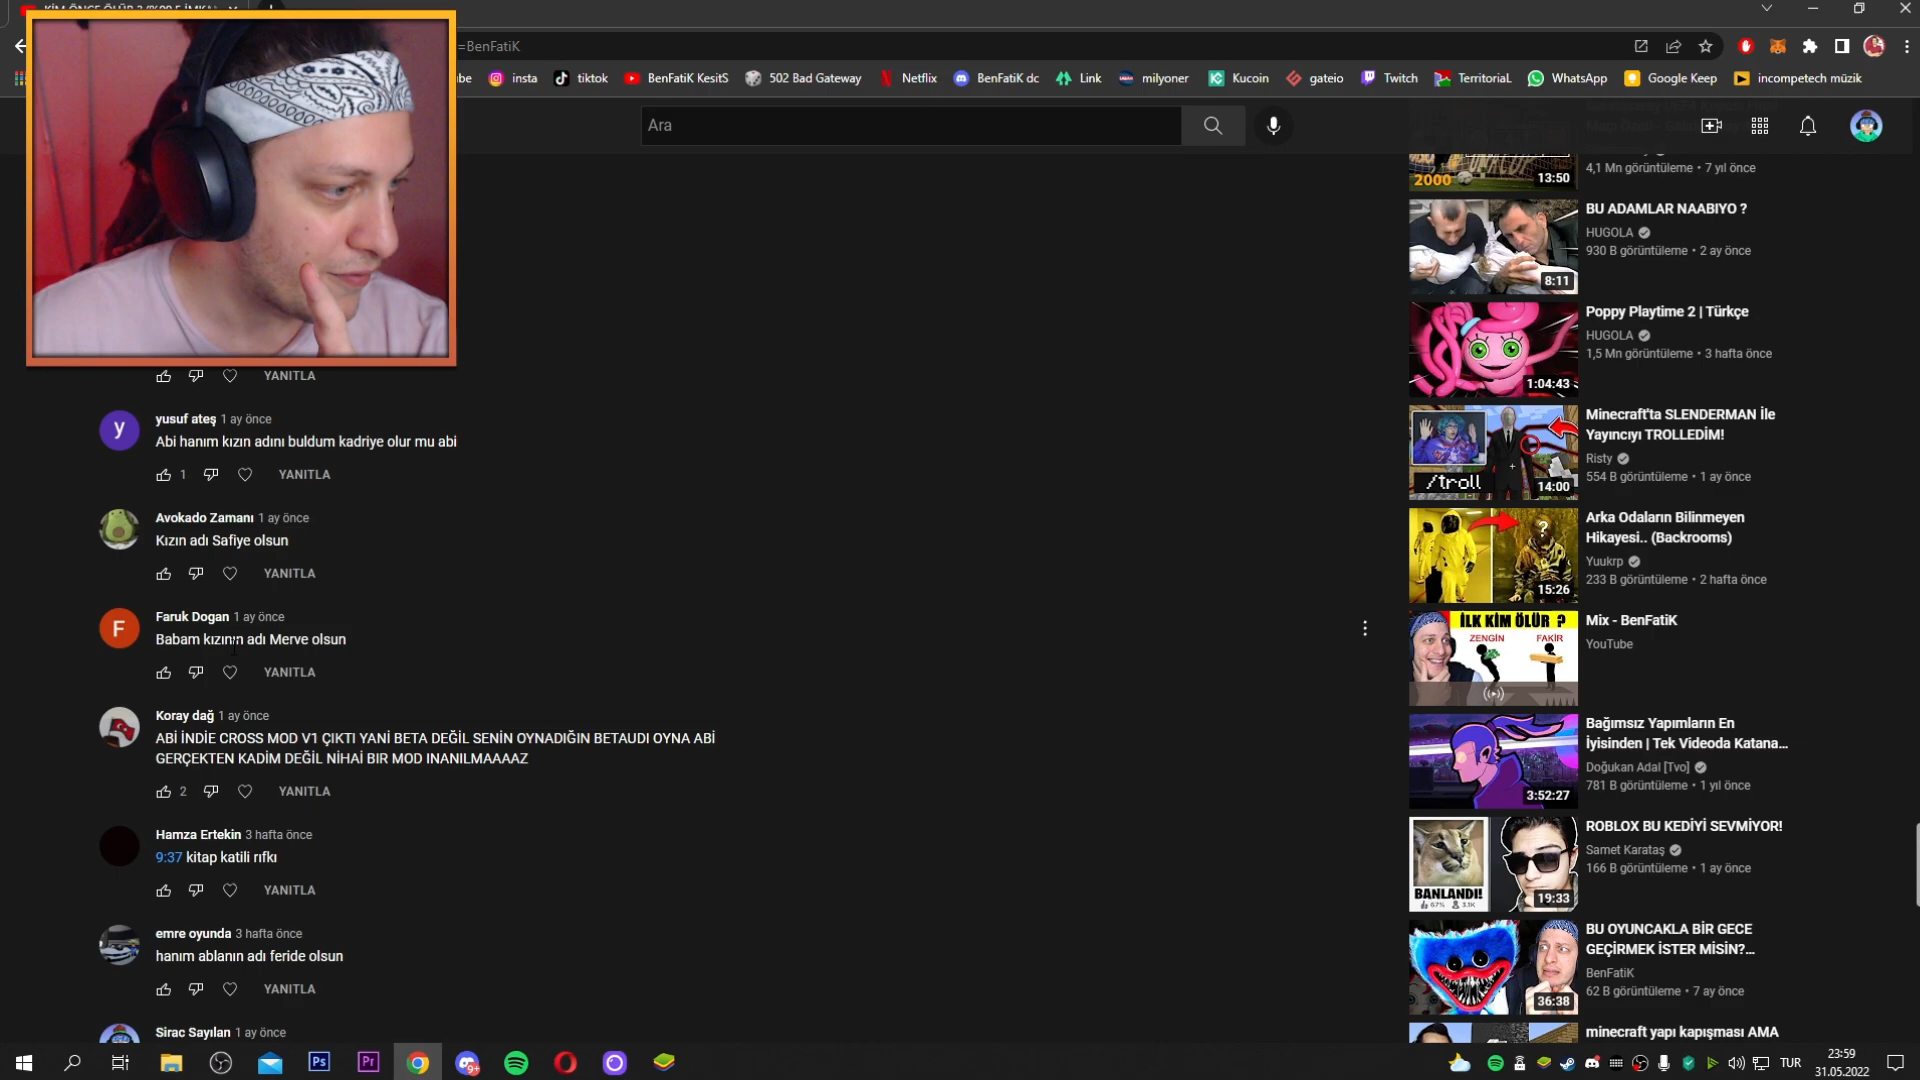 =BenFatiK
be
insta
tiktok
BenFatiK KesitS
502 Bad Gateway
Netflix
BenFatiK dc
Link
milyoner
Kucoin
gateio
Twitch
TerritoriaL
WhatsApp
Google Keep
incompetech müzik
Ara
YANITLA
yusuf ateş 1 ay önce
Abi hanım kızın adını buldum kadriye olur mu abi
1 YANITLA
Avokado Zamanı 1 ay önce
Kızın adı Safiye olsun
YANITLA
Faruk Dogan 1 ay önce
Babam kızının adı Merve olsun
YANITLA
Koray dağ 1 ay önce
ABİ İNDİE CROSS MOD V1 ÇIKTI YANİ BETA DEĞİL SENİN OYNADIĞIN BETAUDI OYNA ABİ
GERÇEKTEN KADİM DEĞİL NİHAİ BIR MOD INANILMAAAAZ
2 YANITLA
Hamza Ertekin 3 hafta önce
9:37 kitap katili rıfkı
YANITLA
emre oyunda 3 hafta önce
hanım ablanın adı feride olsun
YANITLA
Sirac Sayılan 1 ay önce
2000
13:50
4,1 Mn görüntüleme • 7 yıl önce
8:11
BU ADAMLAR NAABIYO ?
HUGOLA
930 B görüntüleme • 2 ay önce
1:04:43
Poppy Playtime 2 | Türkçe
HUGOLA
1,5 Mn görüntüleme • 3 hafta önce
/troll
14:00
Minecraft'ta SLENDERMAN İle
Yayıncıyı TROLLEDİM!
Risty
554 B görüntüleme • 1 ay önce
15:26
Arka Odaların Bilinmeyen
Hikayesi.. (Backrooms)
Yuukrp
233 B görüntüleme • 2 hafta önce
İLK KİM ÖLÜR ?
ZENGİN
FAKİR
Mix - BenFatiK
YouTube
3:52:27
Bağımsız Yapımların En
İyisinden | Tek Videoda Katana...
Doğukan Adal [Tvo]
781 B görüntüleme • 1 yıl önce
BANLANDI!
67% 3.1K
19:33
ROBLOX BU KEDİYİ SEVMİYOR!
Samet Karataş
166 B görüntüleme • 1 ay önce
36:38
BU OYUNCAKLA BİR GECE
GEÇİRMEK İSTER MİSİN?...
BenFatiK
62 B görüntüleme • 7 ay önce
minecraft yapı kapışması AMA
Ps
Pr
9+
TUR
23:59
31.05.2022